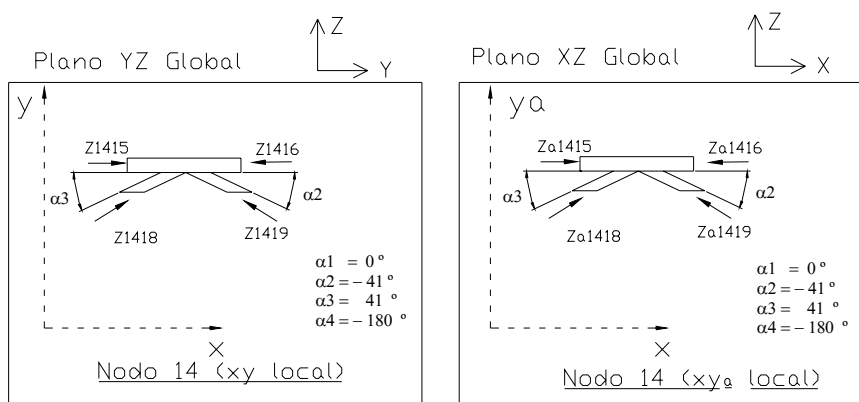 Plano YZ Global
Z
Y
y
Z1415
Z1416
α3
α2
Z1418
Z1419
α1 = 0 º
α2 = – 41 º
α3 = 41 º
α4 = – 180 º
x
Nodo 14 (xy local)
Plano XZ Global
Z
X
ya
Za1415
Za1416
α3
α2
Za1418
Za1419
α1 = 0 º
α2 = – 41 º
α3 = 41 º
α4 = – 180 º
x
Nodo 14 (xya local)